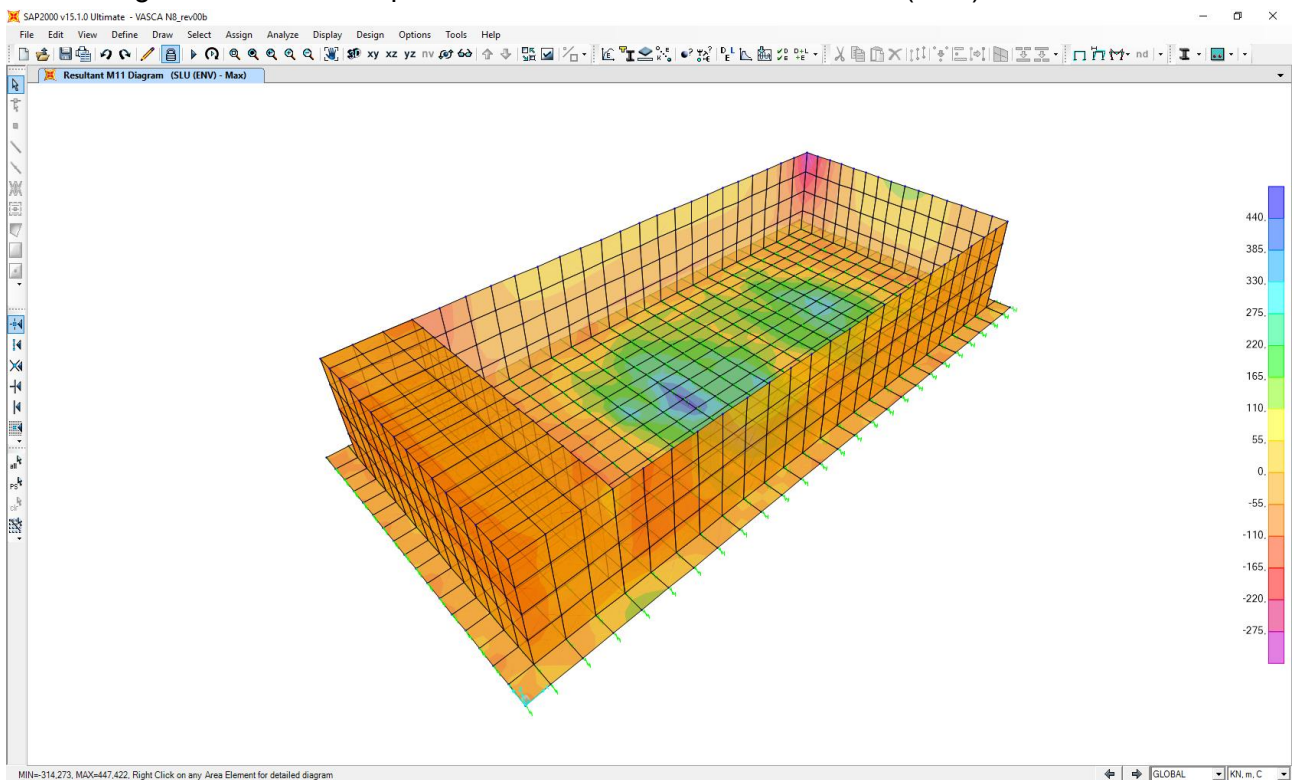 SAP2000 v15.1.0 Ultimate - VASCA N8_rev00b
File Edit View Define Draw Select Assign Analyze Display Design Options Tools Help
xy xz yz nv nd
Resultant M11 Diagram (SLU (ENV) - Max)
440,
385,
330,
275,
220,
165,
110,
55,
0,
-55,
-110,
-165,
-220,
-275,
all
PS
clr
MIN=-314,273, MAX=447,422, Right Click on any Area Element for detailed diagram
GLOBAL KN, m, C